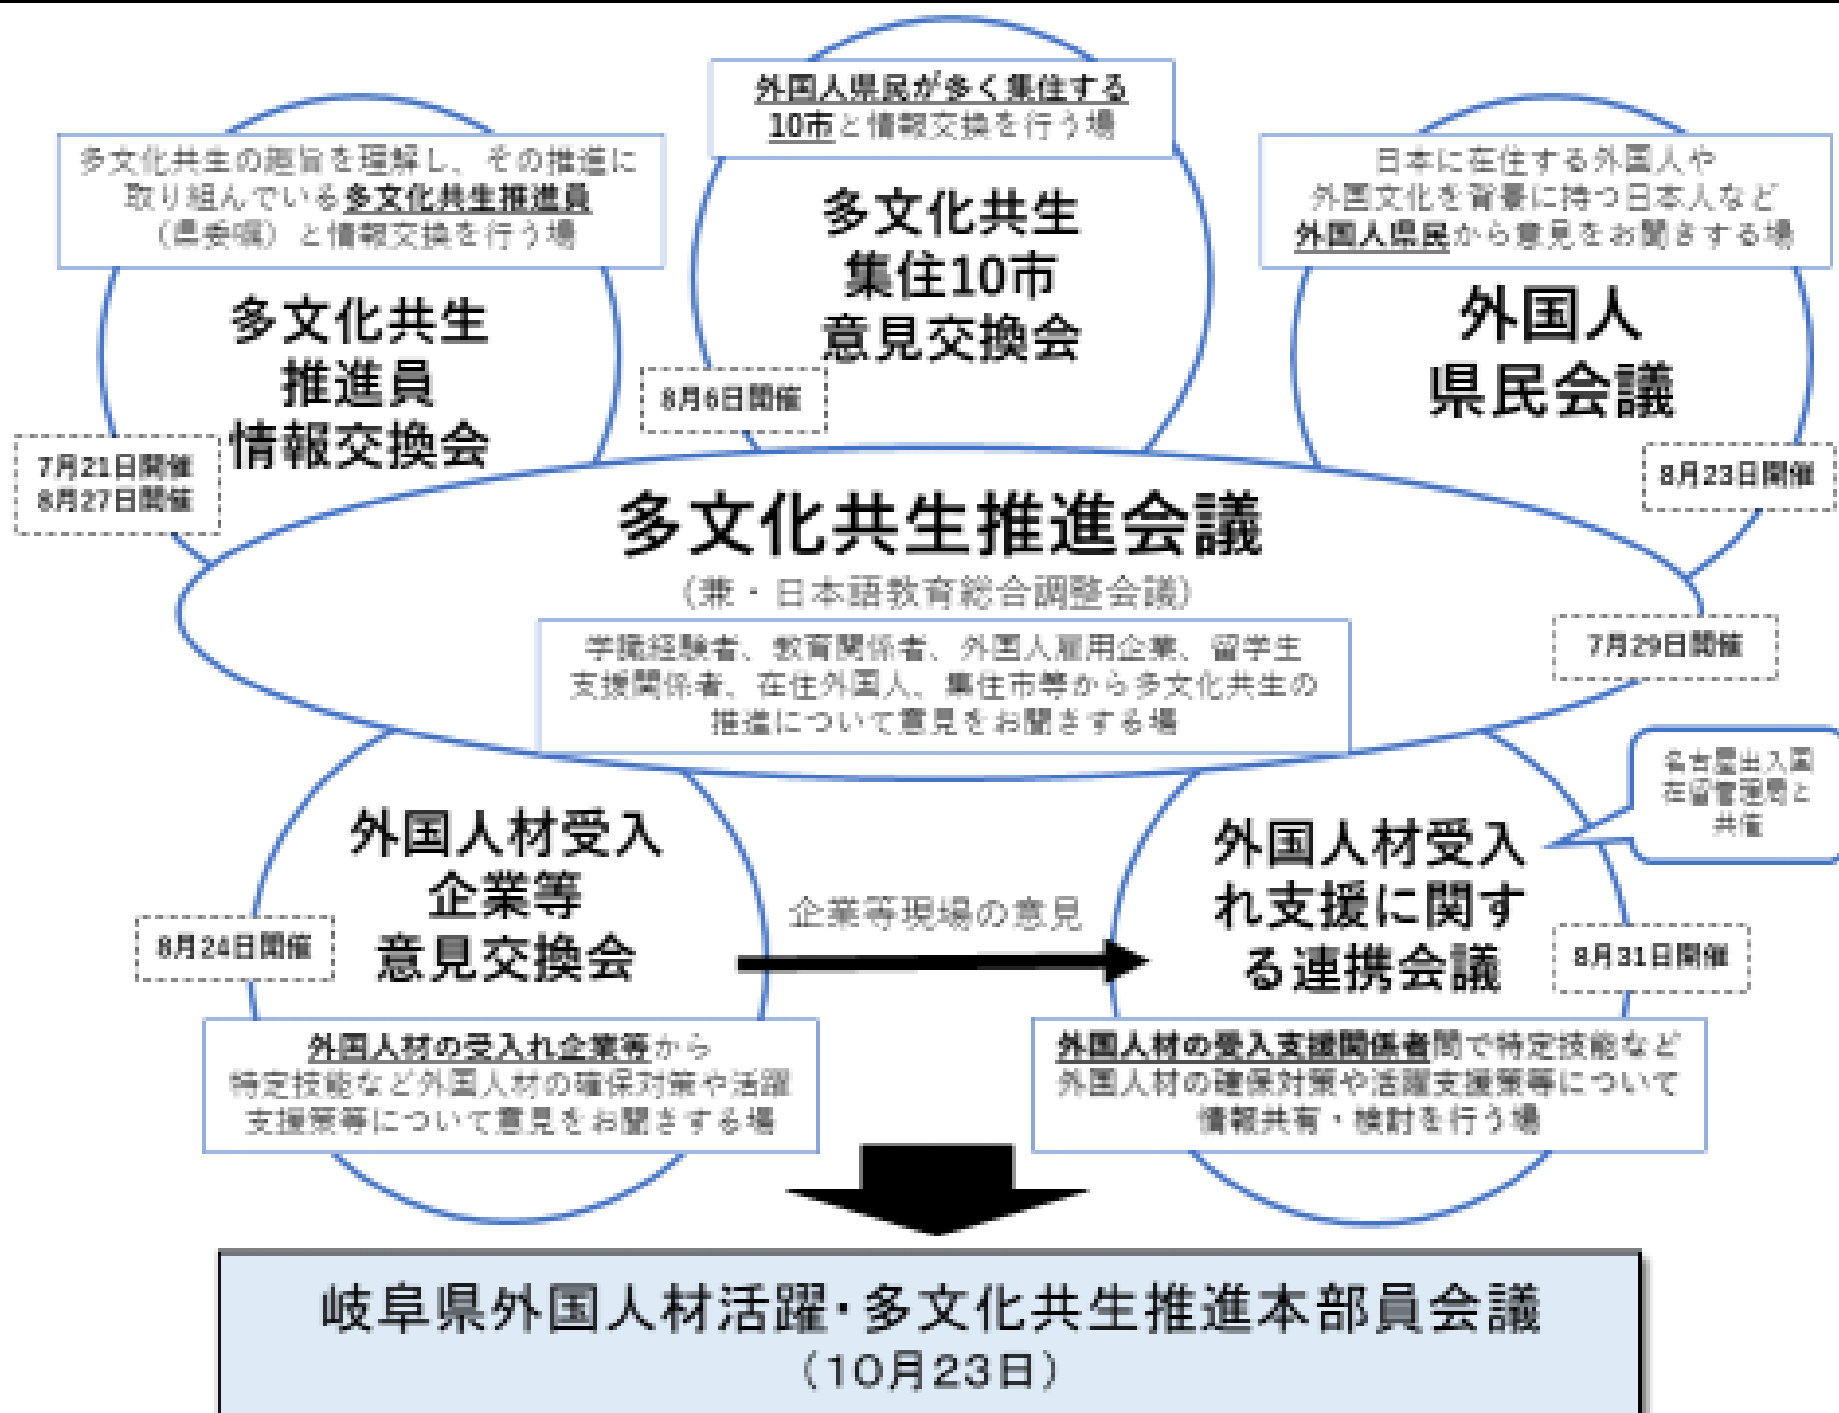 外国人県民が多く集住する
10市と情報交換を行う場
多文化共生
集住10市
意見交換会
8月6日開催
多文化共生の趣旨を理解し、その推進に
取り組んでいる多文化共生推進員
（県委嘱）と情報交換を行う場
多文化共生
推進員
情報交換会
7月21日開催
8月27日開催
日本に在住する外国人や
外国文化を背景に持つ日本人など
外国人県民から意見をお聞きする場
外国人
県民会議
8月23日開催
多文化共生推進会議
（兼・日本語教育総合調整会議）
学識経験者、教育関係者、外国人雇用企業、留学生
支援関係者、在住外国人、集住市等から多文化共生の
推進について意見をお聞きする場
7月29日開催
外国人材受入
企業等
意見交換会
8月24日開催
外国人材の受入れ企業等から
特定技能など外国人材の確保対策や活躍
支援策等について意見をお聞きする場
企業等現場の意見
外国人材受入
れ支援に関す
る連携会議
名古屋出入国
在留管理局と
共催
8月31日開催
外国人材の受入支援関係者間で特定技能など
外国人材の確保対策や活躍支援策等について
情報共有・検討を行う場
岐阜県外国人材活躍・多文化共生推進本部員会議
（10月23日）